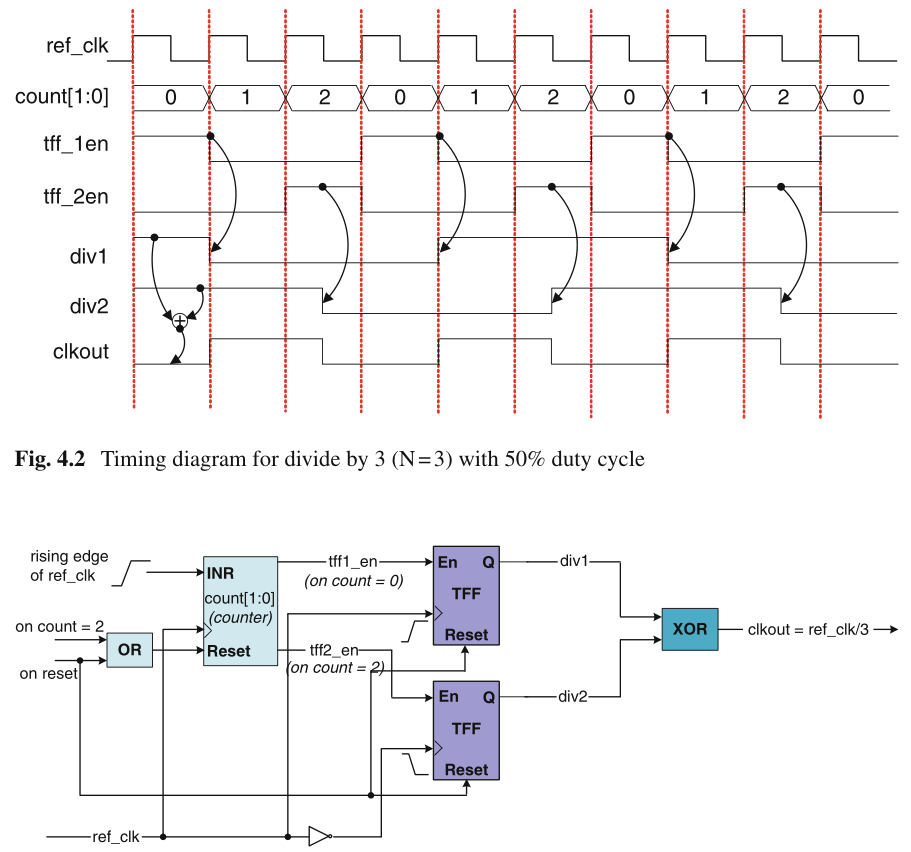 ref_clk
count[1:0] 0 1 2 0 1 2 0 1 2 0
tff_1en
tff_2en
div1
div2
+
clkout
Fig. 4.2 Timing diagram for divide by 3 (N=3) with 50% duty cycle
rising edge
of ref_clk
INR
count[1:0]
(counter)
Reset
on count = 2
OR
on reset
tff1_en
(on count = 0)
tff2_en
(on count = 2)
En Q
TFF
Reset
div1
En Q
TFF
Reset
div2
XOR
clkout = ref_clk/3
ref_clk